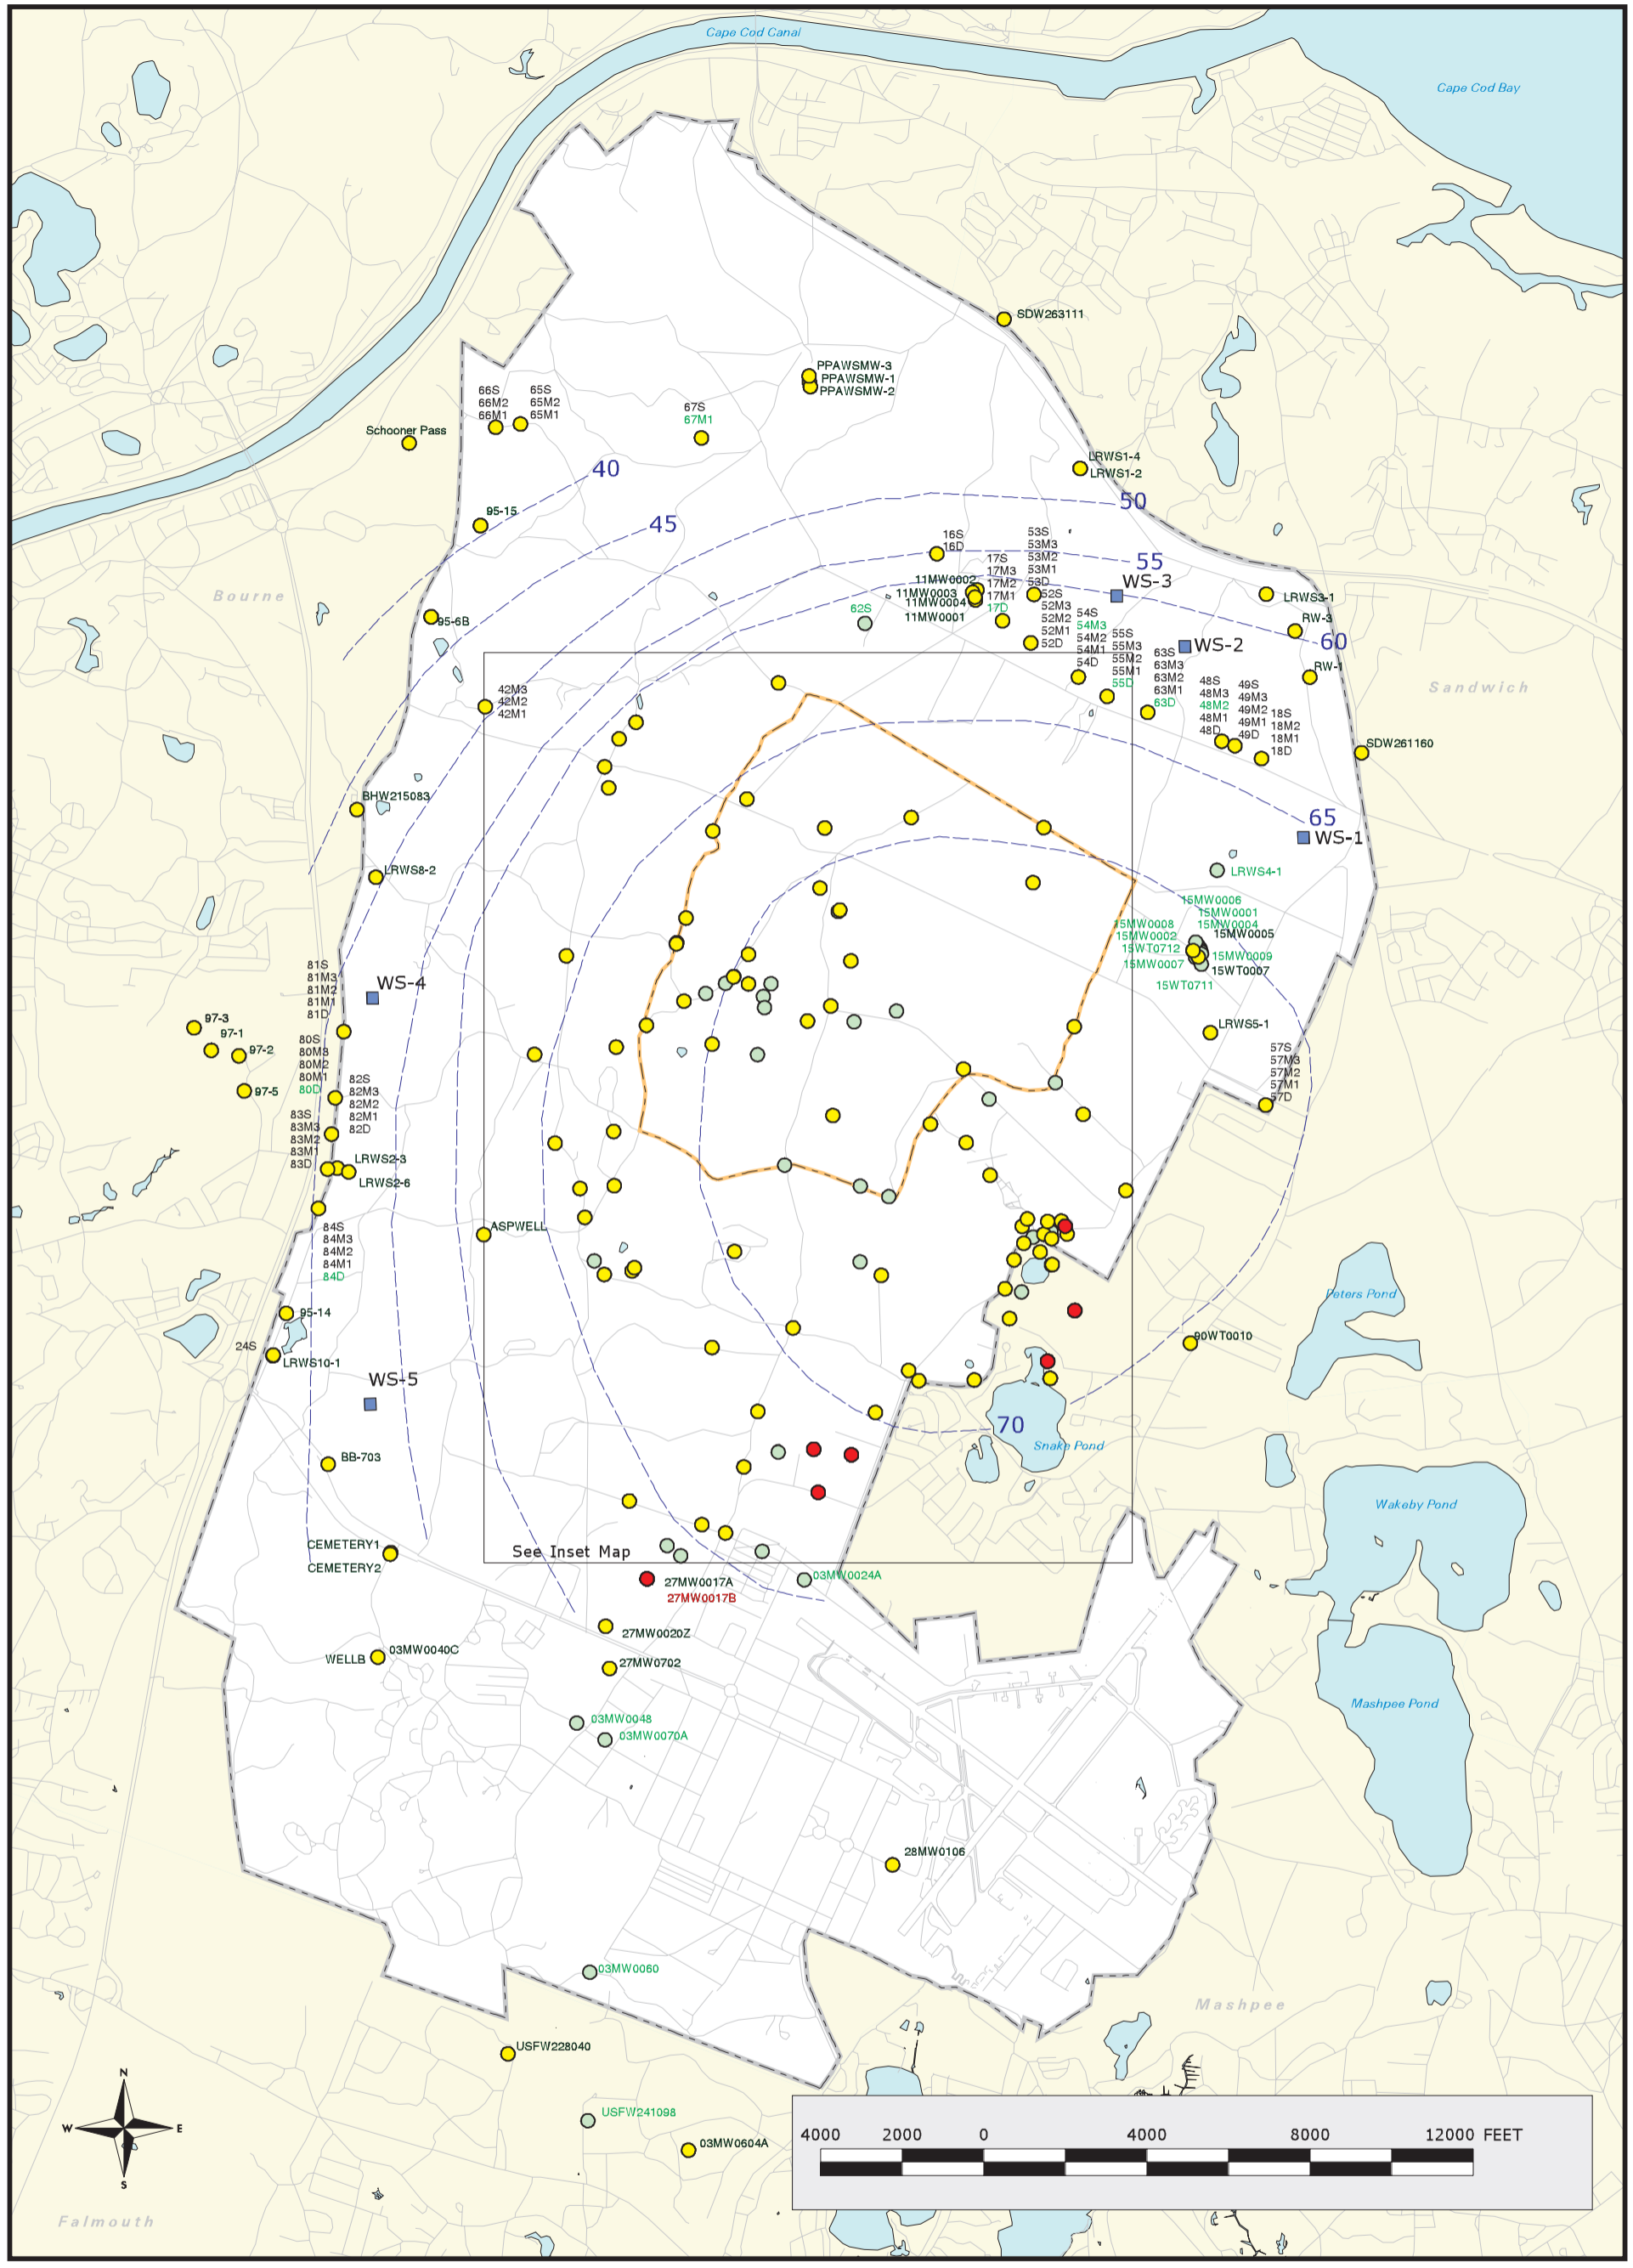 Cape Cod Canal
Cape Cod Bay
SDW263111
PPAWSMW-3
PPAWSMW-1
PPAWSMW-2
66S
66M2
66M1
65S
65M2
65M1
67S
67M1
Schooner Pass
LRWS1-4
LRWS1-2
40
45
50
55
95-15
16S
16D
53S
53M3
53M2
53M1
53D
17S
17M3
17M2
17M1
17D
11MW0002
11MW0003
11MW0004
11MW0001
WS-3
52S
52M3
52M2
52M1
52D
62S
Bourne
95-6B
LRWS3-1
RW-3
60
54S
54M3
54M2
54M1
54D
55S
55M3
55M2
55M1
55D
WS-2
63S
63M3
63M2
63M1
63D
RW-1
Sandwich
42M3
42M2
42M1
48S
48M3
48M2
48M1
48D
49S
49M3
49M2
49M1
49D
18S
18M2
18M1
18D
SDW261160
BHW215083
65
WS-1
LRWS8-2
LRWS4-1
15MW0006
15MW0001
15MW0004
15MW0008
15MW0002
15MW0005
15WT0712
15MW0009
15MW0007
15WT0007
15WT0711
81S
81M3
81M2
81M1
81D
WS-4
97-3
97-1
97-2
97-5
LRWS5-1
80S
80M3
80M2
80M1
80D
57S
57M3
57M2
57M1
57D
82S
82M3
82M2
82M1
82D
83S
83M3
83M2
83M1
83D
LRWS2-3
LRWS2-6
84S
84M3
84M2
84M1
84D
ASPWELL
Peters Pond
95-14
24S
LRWS10-1
90WT0010
WS-5
70
Snake Pond
BB-703
Wakeby Pond
CEMETERY1
CEMETERY2
See Inset Map
27MW0017A
27MW0017B
03MW0024A
27MW0020Z
03MW0040C
WELLB
27MW0702
Mashpee Pond
03MW0048
03MW0070A
28MW0106
03MW0060
Mashpee
USFW228040
USFW241098
03MW0604A
N
W
E
S
4000
2000
0
4000
8000
12000 FEET
Falmouth